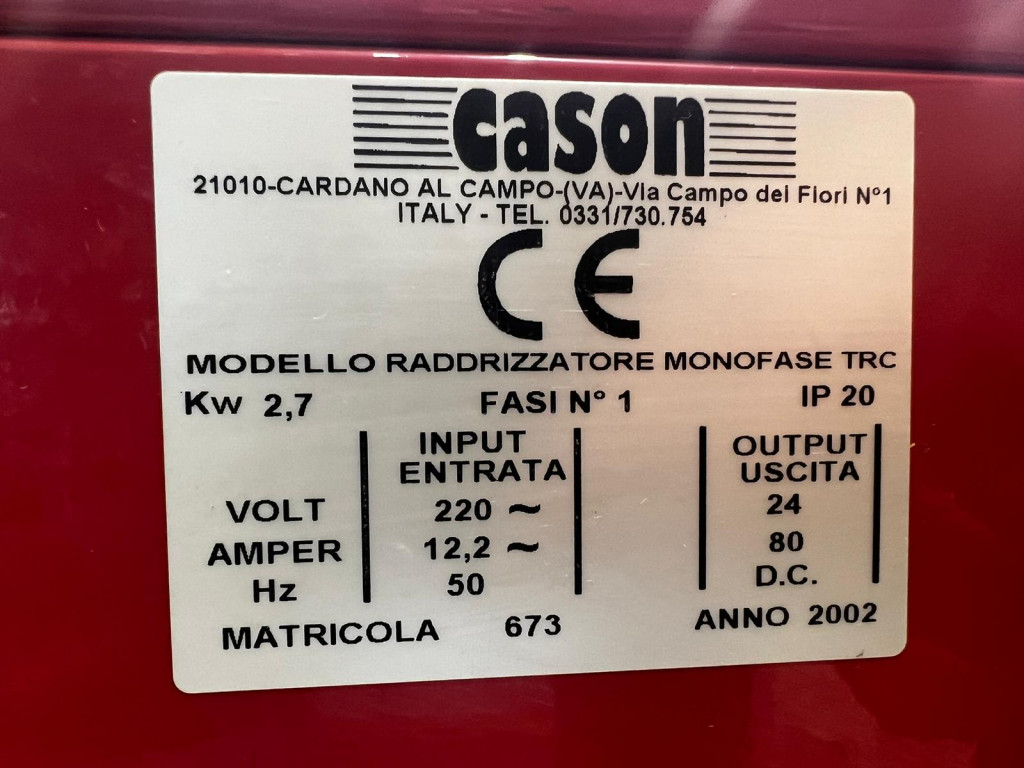 cason
21010-CARDANO AL CAMPO-(VA)-VIa Campo dei Fiori N°1
ITALY - TEL. 0331/730.754
CE
MODELLO RADDRIZZATORE MONOFASE TRC
Kw 2,7 FASI N° 1 IP 20
INPUT OUTPUT
ENTRATA USCITA
VOLT 220 ~ 24
AMPER 12,2 ~ 80
Hz 50 D.C.
MATRICOLA 673 ANNO 2002